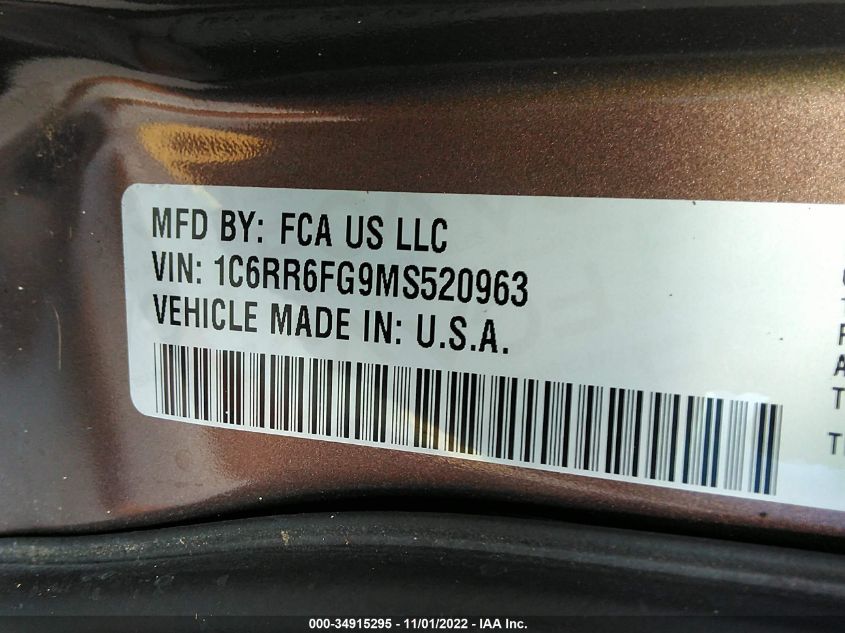 MFD BY: FCA US LLC
VIN: 1C6RR6FG9MS520963
VEHICLE MADE IN: U.S.A.
000-34915295 - 11/01/2022 - IAA Inc.